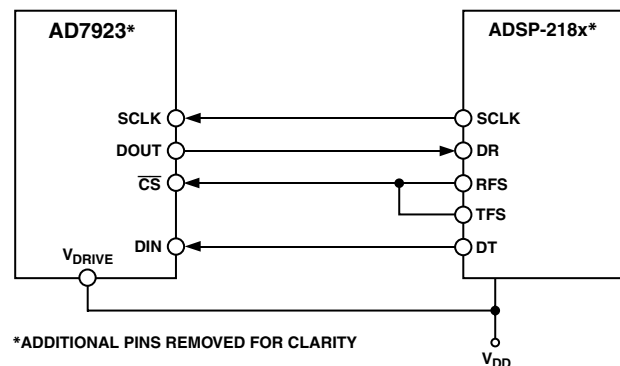 AD7923*
ADSP-218x*
SCLK
SCLK
DOUT
DR
CS
RFS
TFS
DIN
DT
VDRIVE
*ADDITIONAL PINS REMOVED FOR CLARITY
VDD